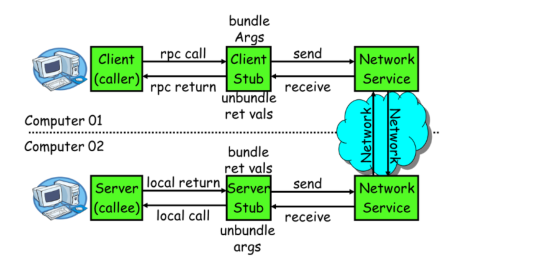 bundle
Args
Client
(caller)
rpc call
rpc return
Client
Stub
send
receive
Network
Service
unbundle
ret vals
Computer 01
Network
Network
Computer 02
bundle
ret vals
Server
(callee)
local return
local call
Server
Stub
send
receive
Network
Service
unbundle
args